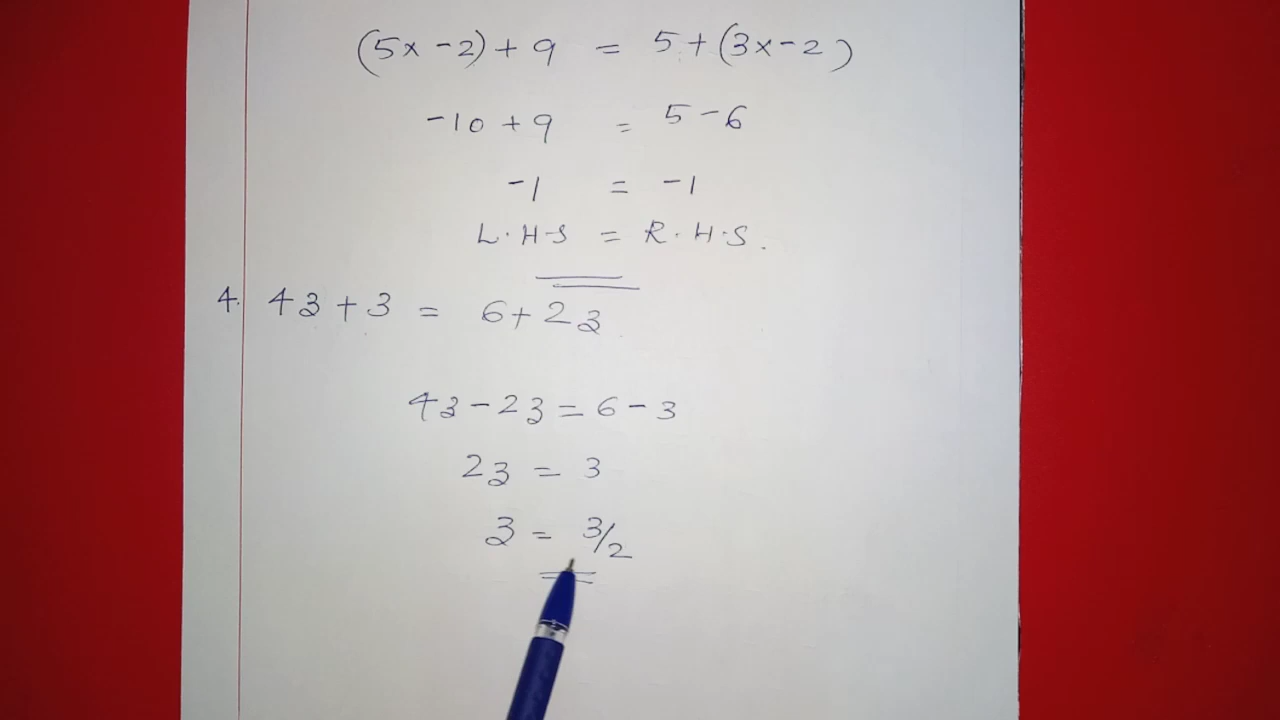 (5x-2)+9 = 5+(3x-2)
-10+9 = 5-6
-1 = -1
L.H.S = R.H.S.
4. 4z+3 = 6+2z
4z-2z=6-3
2z = 3
z = 3/2